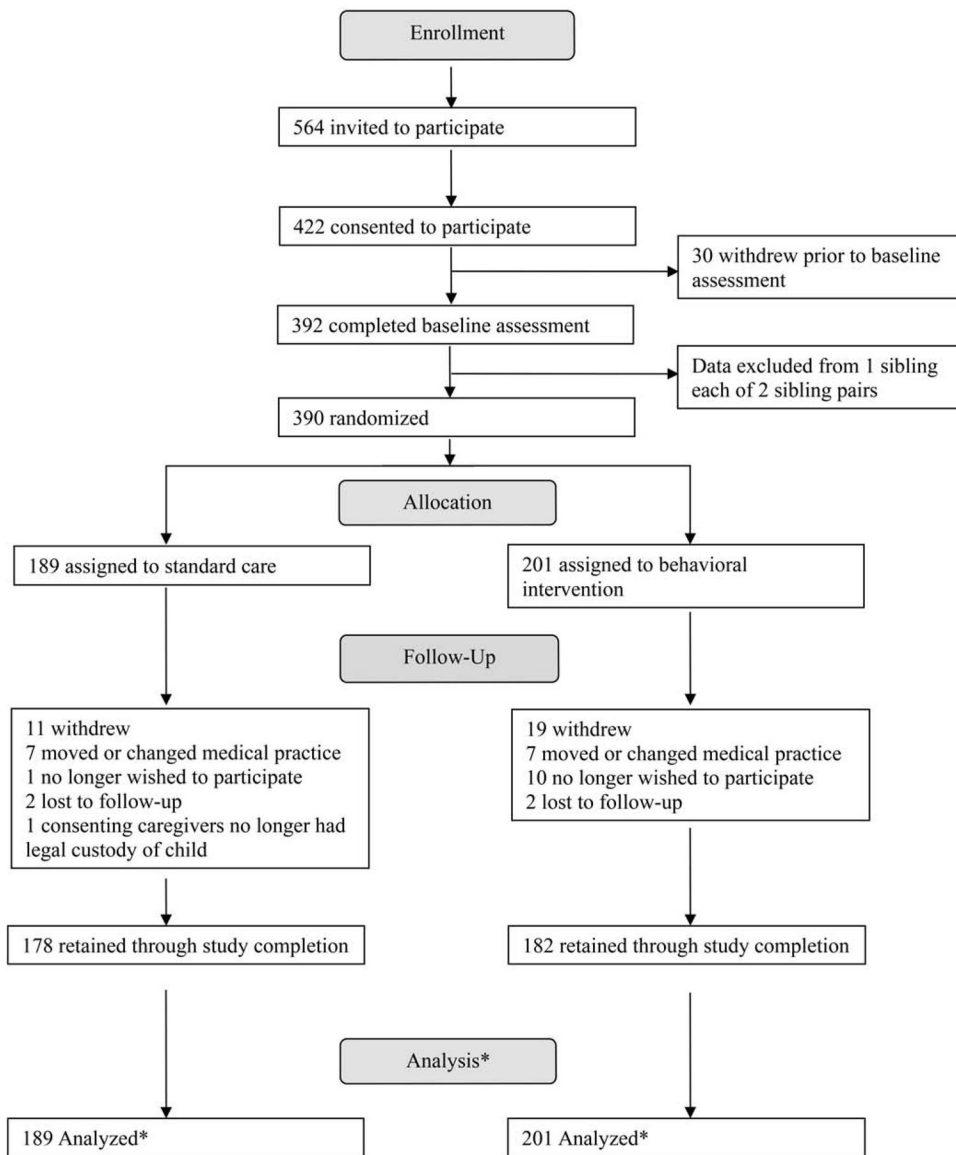 Enrollment
564 invited to participate
422 consented to participate
30 withdrew prior to baseline
assessment
392 completed baseline assessment
Data excluded from 1 sibling
each of 2 sibling pairs
390 randomized
Allocation
189 assigned to standard care
201 assigned to behavioral
intervention
Follow-Up
11 withdrew
7 moved or changed medical practice
1 no longer wished to participate
2 lost to follow-up
1 consenting caregivers no longer had
legal custody of child
19 withdrew
7 moved or changed medical practice
10 no longer wished to participate
2 lost to follow-up
178 retained through study completion
182 retained through study completion
Analysis*
189 Analyzed*
201 Analyzed*